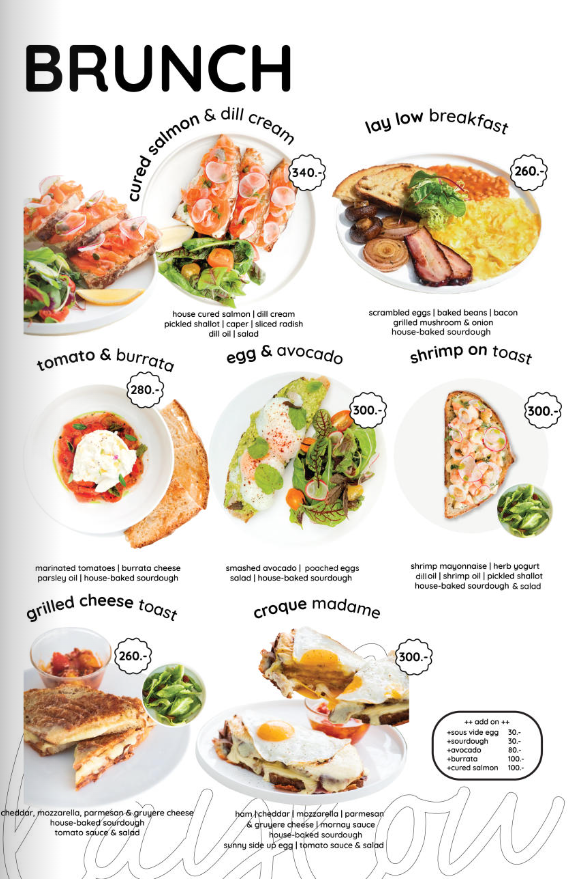 BRUNCH
cured salmon & dill cream
340.-
house cured salmon | dill cream
pickled shallot | caper | sliced radish
dill oil | salad
lay low breakfast
260.-
scrambled eggs | baked beans | bacon
grilled mushroom & onion
house-baked sourdough
tomato & burrata
280.-
marinated tomatoes | burrata cheese
parsley oil | house-baked sourdough
egg & avocado
300.-
smashed avocado | poached eggs
salad | house-baked sourdough
shrimp on toast
300.-
shrimp mayonnaise | herb yogurt
dill oil | shrimp oil | pickled shallot
house-baked sourdough & salad
grilled cheese toast
260.-
cheddar, mozzarella, parmesan & gruyere cheese
house-baked sourdough
tomato sauce & salad
croque madame
300.-
ham | cheddar | mozzarella | parmesan
& gruyere cheese | mornay sauce
house-baked sourdough
sunny side up egg | tomato sauce & salad
++ add on ++
+sous vide egg 30.-
+sourdough 30.-
+avocado 80.-
+burrata 100.-
+cured salmon 100.-